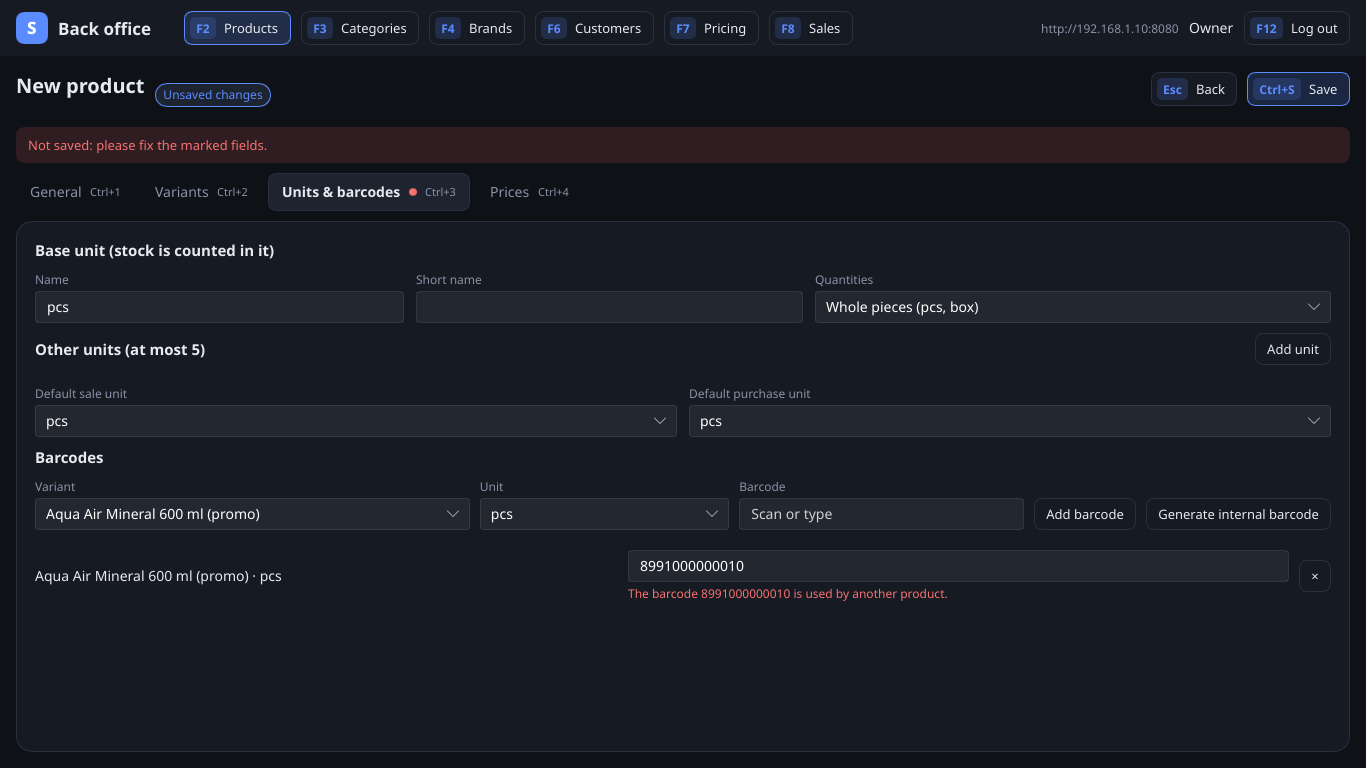 S Back office F2 Products F3 Categories F4 Brands F6 Customers F7 Pricing F8 Sales http://192.168.1.10:8080 Owner F12 Log out
New product Unsaved changes Esc Back Ctrl+S Save
Not saved: please fix the marked fields.
General Ctrl+1 Variants Ctrl+2 Units & barcodes Ctrl+3 Prices Ctrl+4
Base unit (stock is counted in it)
Name Short name Quantities
pcs Whole pieces (pcs, box)
Other units (at most 5) Add unit
Default sale unit Default purchase unit
pcs pcs
Barcodes
Variant Unit Barcode
Aqua Air Mineral 600 ml (promo) pcs Scan or type Add barcode Generate internal barcode
Aqua Air Mineral 600 ml (promo) · pcs 8991000000010 ×
The barcode 8991000000010 is used by another product.